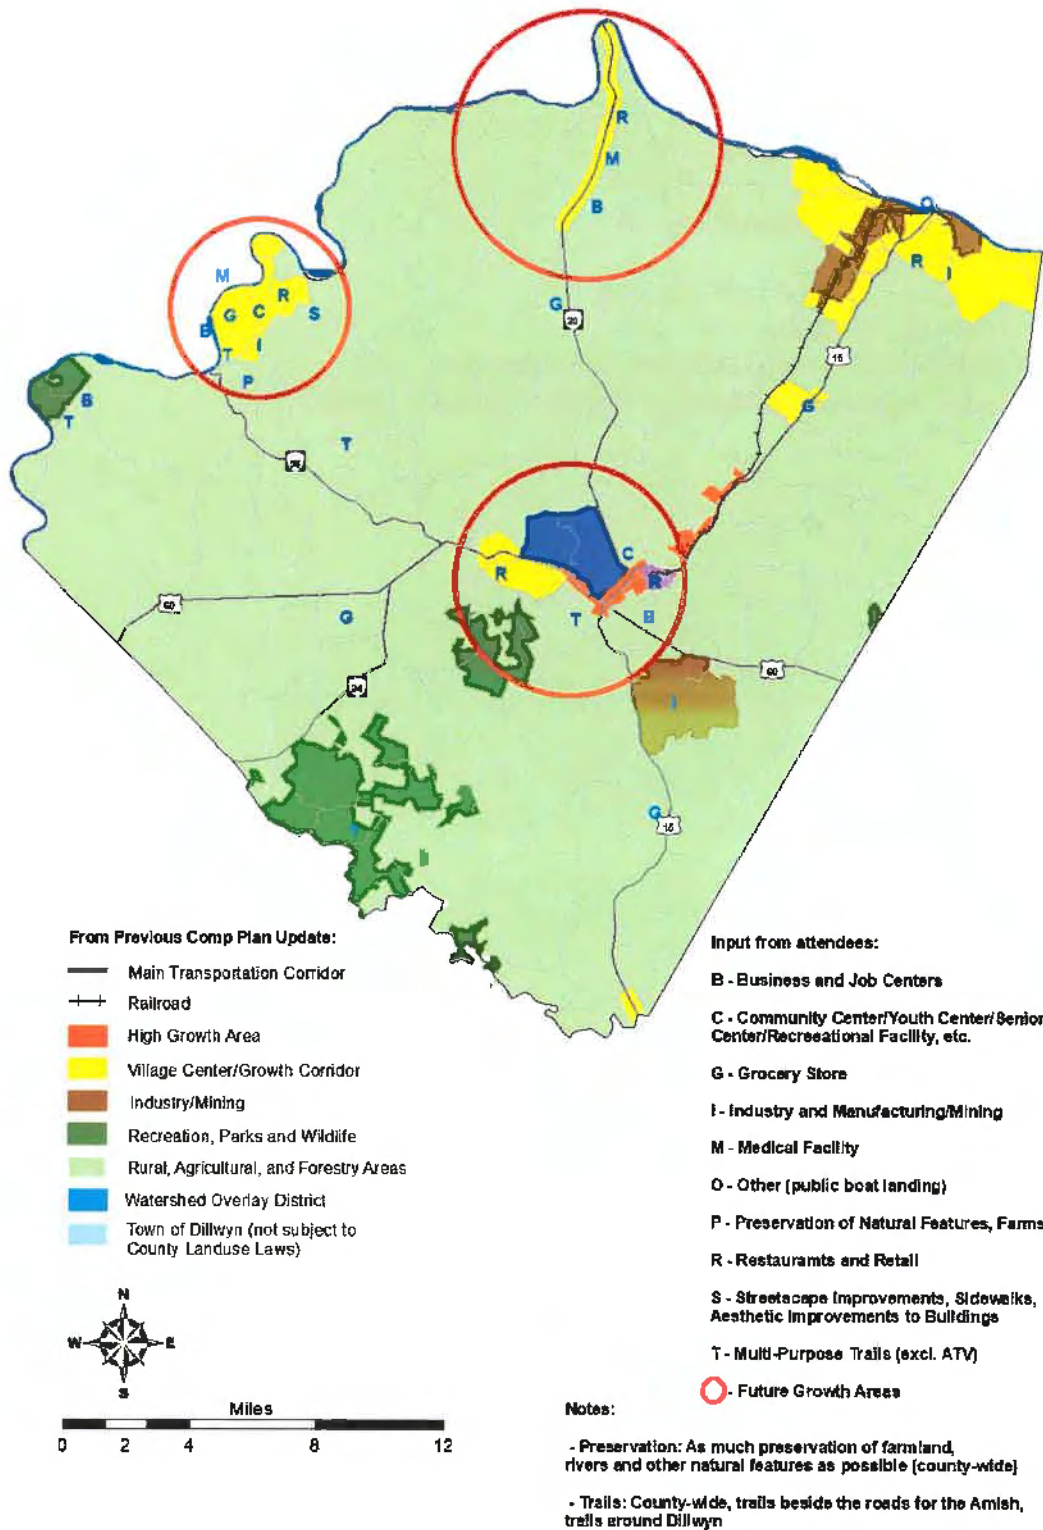 R
M
B
O
M
R
G
C
S
B
I
R
I
T
P
G
20
15
B
T
G
T
56
C
R
R
60
T
B
G
60
24
I
G
15
From Previous Comp Plan Update:
Main Transportation Corridor
Railroad
High Growth Area
Village Center/Growth Corridor
Industry/Mining
Recreation, Parks and Wildlife
Rural, Agricultural, and Forestry Areas
Watershed Overlay District
Town of Dillwyn (not subject to
County Landuse Laws)
N
W
E
S
Miles
0 2 4 8 12
Input from attendees:
B - Business and Job Centers
C - Community Center/Youth Center/Senior
Center/Recreeational Facility, etc.
G - Grocery Store
I - Industry and Manufacturing/Mining
M - Medical Facility
O - Other (public boat landing)
P - Preservation of Natural Features, Farms
R - Restauramts and Retail
S - Streetscape Improvements, Sidewalks,
Aesthetic Improvements to Buildings
T - Multi-Purpose Trails (excl. ATV)
- Future Growth Areas
Notes:
- Preservation: As much preservation of farmland,
rivers and other natural features as possible (county-wide)
- Trails: County-wide, trails beside the roads for the Amish,
trails around Dillwyn